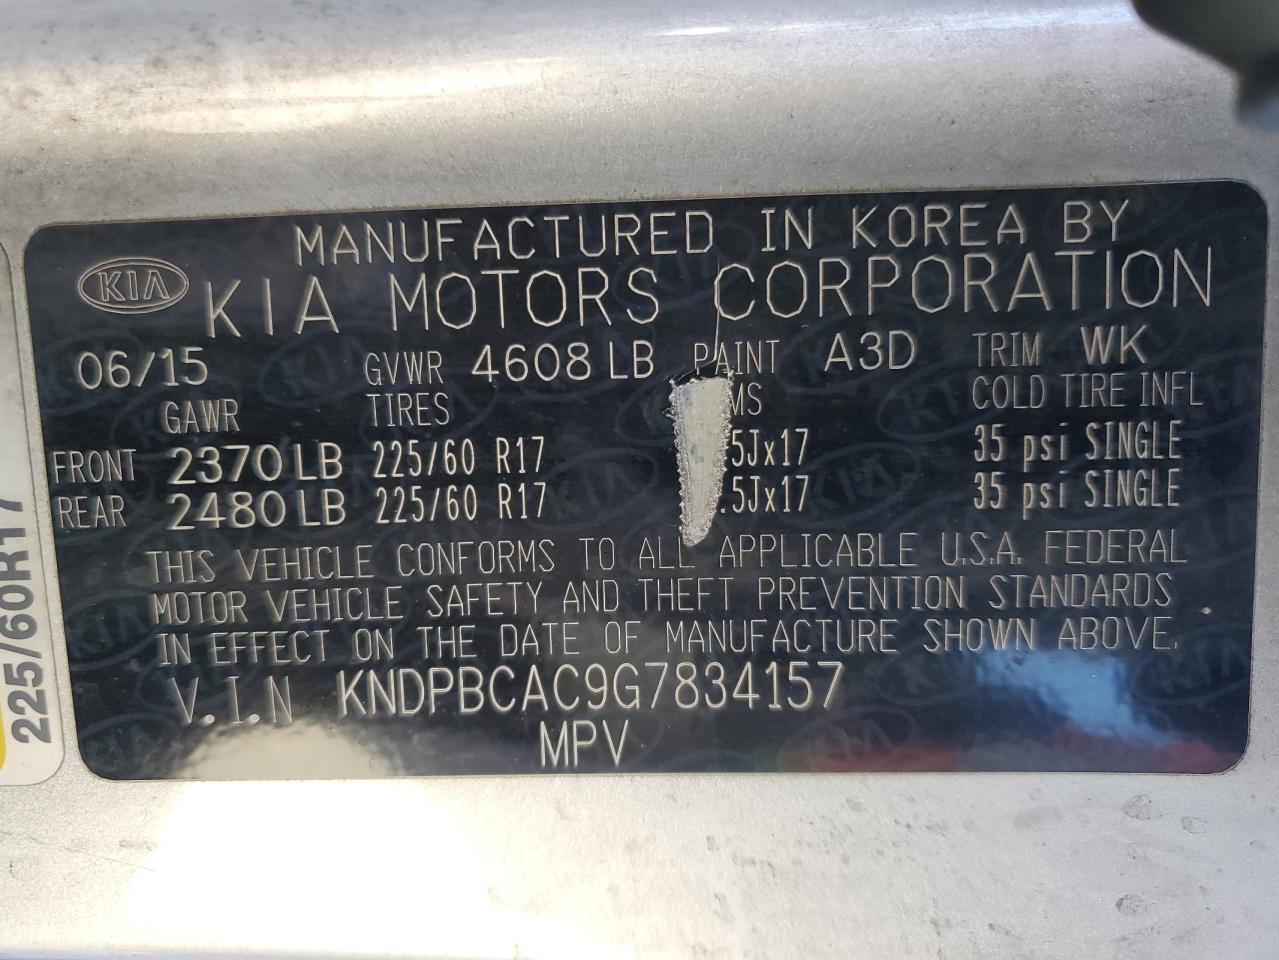 MANUFACTURED IN KOREA BY
KIA KIA MOTORS CORPORATION
06/15 GVWR 4608 LB PAINT A3D TRIM WK
GAWR TIRES MS COLD TIRE INFL
FRONT 2370 LB 225/60 R17 5Jx17 35 psi SINGLE
REAR 2480 LB 225/60 R17 .5Jx17 35 psi SINGLE
THIS VEHICLE CONFORMS TO ALL APPLICABLE U.S.A. FEDERAL
MOTOR VEHICLE SAFETY AND THEFT PREVENTION STANDARDS
IN EFFECT ON THE DATE OF MANUFACTURE SHOWN ABOVE.
V.I.N KNDPBCAC9G7834157
MPV
225/60R17